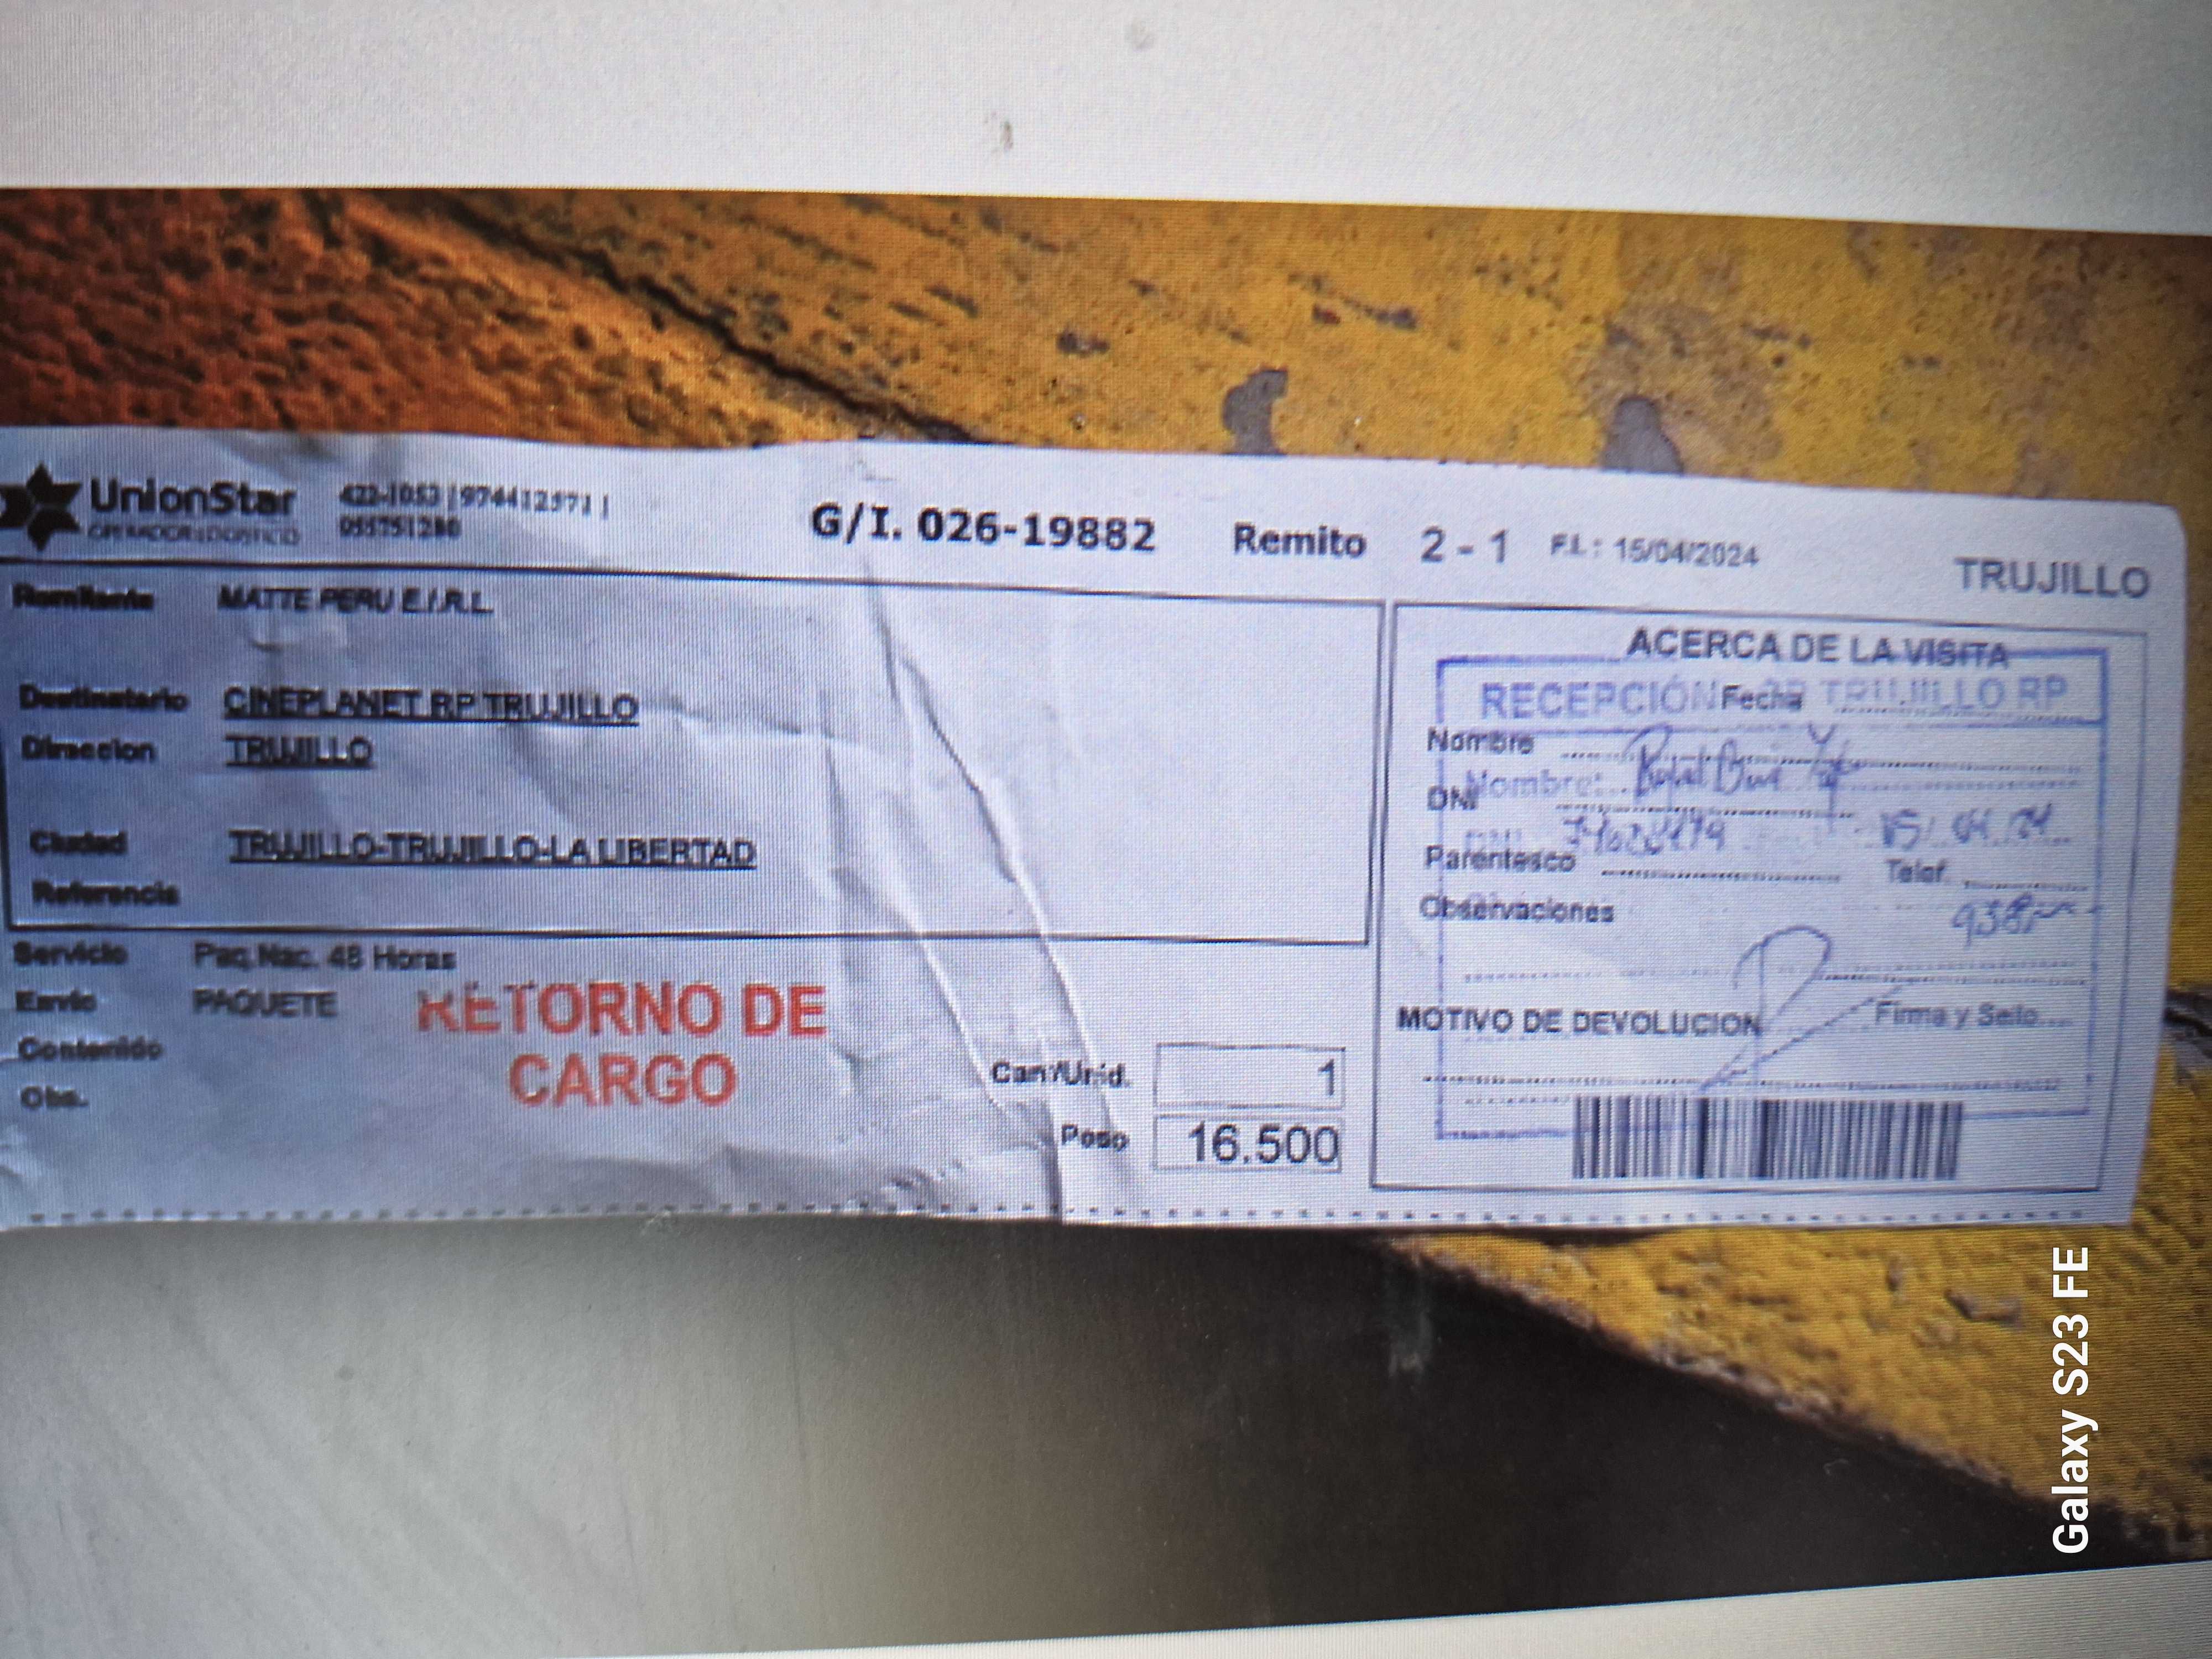 UnionStar 422-1053 | 974412571 |
OPERADOR LOGISTICO 955751280
G/I. 026-19882 Remito 2 - 1 F.I.: 15/04/2024
TRUJILLO
Remitente MATTE PERU E.I.R.L.
Destinatario CINEPLANET RP TRUJILLO
Direccion TRUJILLO
Ciudad TRUJILLO-TRUJILLO-LA LIBERTAD
Referencia
Servicio Paq.Nac. 48 Horas
Envio PAQUETE
Contenido
Obs.
RETORNO DE
CARGO
Can/Unid. 1
Peso 16.500
ACERCA DE LA VISITA
RECEPCIÓN TRUJILLO RP
Fecha
Nombre
Nombre:
DNI
15/ 04. 24
Parentesco Telef.
Observaciones
MOTIVO DE DEVOLUCION Firma y Sello
Galaxy S23 FE